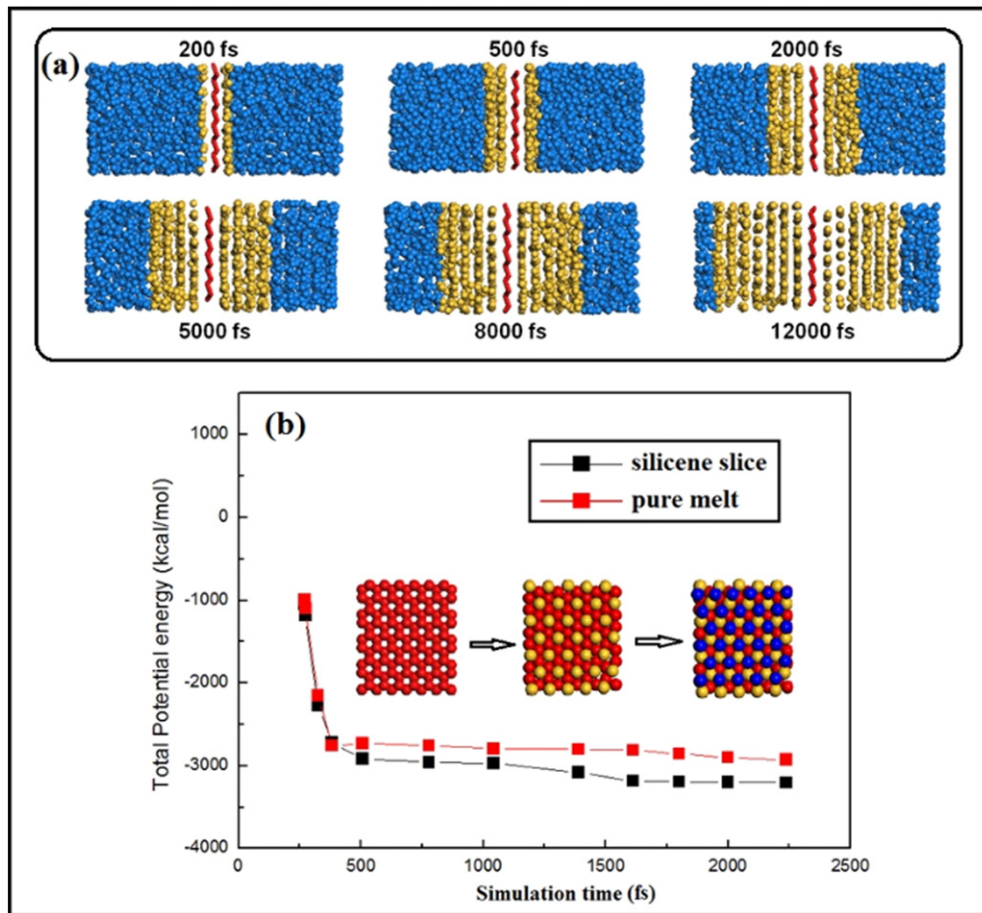 (a)
200 fs
500 fs
2000 fs
5000 fs
8000 fs
12000 fs
(b)
silicene slice
pure melt
Total Potential energy (kcal/mol)
1000
0
-1000
-2000
-3000
-4000
0
500
1000
1500
2000
2500
Simulation time (fs)